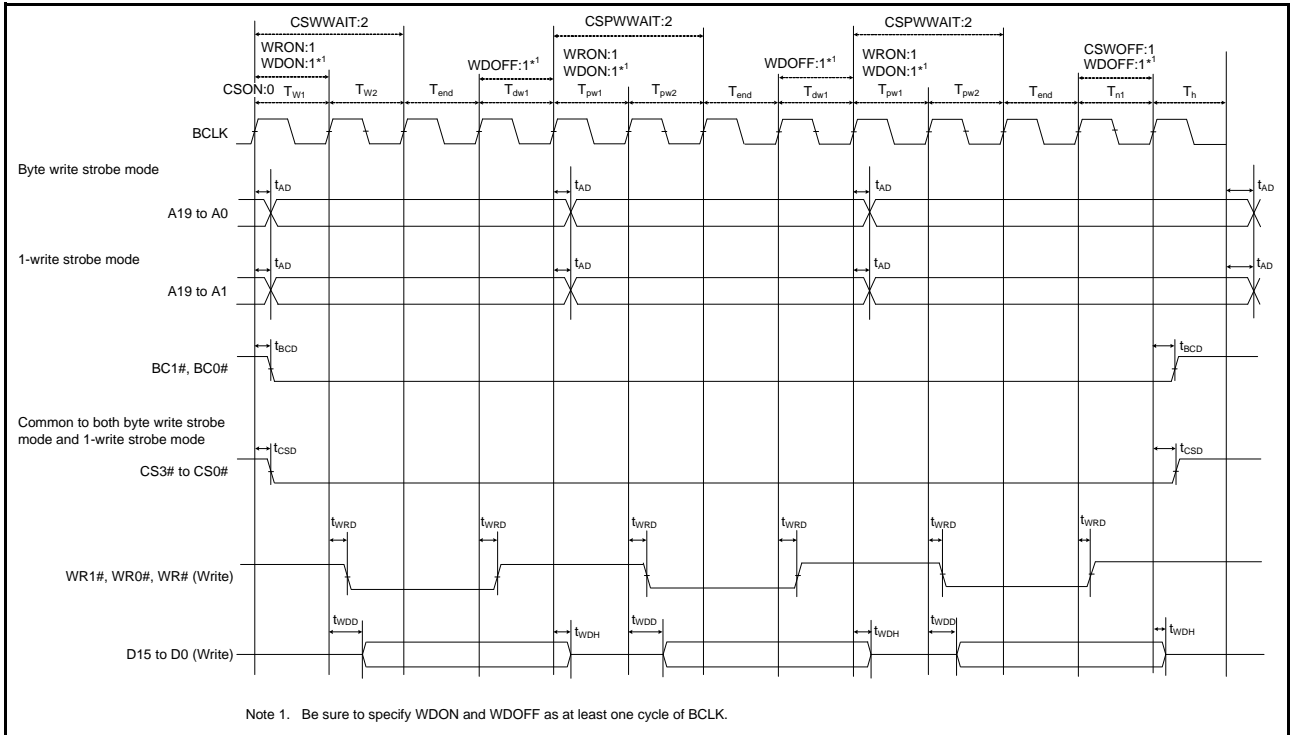 CSWWAIT:2 CSPWWAIT:2 CSPWWAIT:2
WRON:1 WRON:1 WRON:1 CSWOFF:1
WDON:1*1 WDOFF:1*1 WDON:1*1 WDOFF:1*1 WDON:1*1 WDOFF:1*1
CSON:0 TW1 TW2 Tend Tdw1 Tpw1 Tpw2 Tend Tdw1 Tpw1 Tpw2 Tend Tn1 Th
BCLK
Byte write strobe mode
tAD tAD tAD tAD
A19 to A0
1-write strobe mode
tAD tAD tAD tAD
A19 to A1
tBCD tBCD
BC1#, BC0#
Common to both byte write strobe
mode and 1-write strobe mode
tCSD tCSD
CS3# to CS0#
tWRD tWRD tWRD tWRD tWRD tWRD
WR1#, WR0#, WR# (Write)
tWDD tWDH tWDD tWDH tWDD tWDH
D15 to D0 (Write)
Note 1. Be sure to specify WDON and WDOFF as at least one cycle of BCLK.